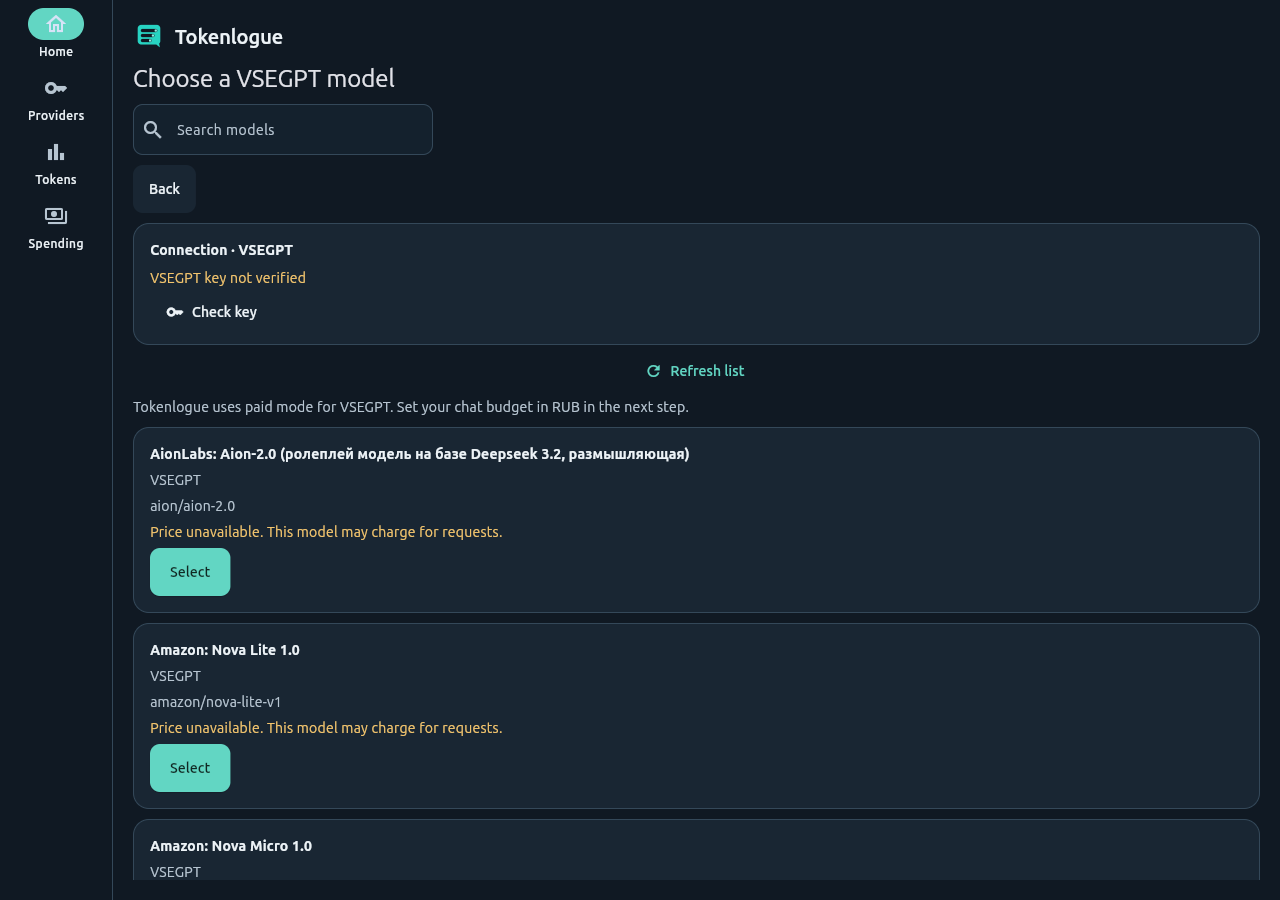 Home
Providers
Tokens
Spending
Tokenlogue
Choose a VSEGPT model
Search models
Back
Connection · VSEGPT
VSEGPT key not verified
Check key
Refresh list
Tokenlogue uses paid mode for VSEGPT. Set your chat budget in RUB in the next step.
AionLabs: Aion-2.0 (ролеплей модель на базе Deepseek 3.2, размышляющая)
VSEGPT
aion/aion-2.0
Price unavailable. This model may charge for requests.
Select
Amazon: Nova Lite 1.0
VSEGPT
amazon/nova-lite-v1
Price unavailable. This model may charge for requests.
Select
Amazon: Nova Micro 1.0
VSEGPT